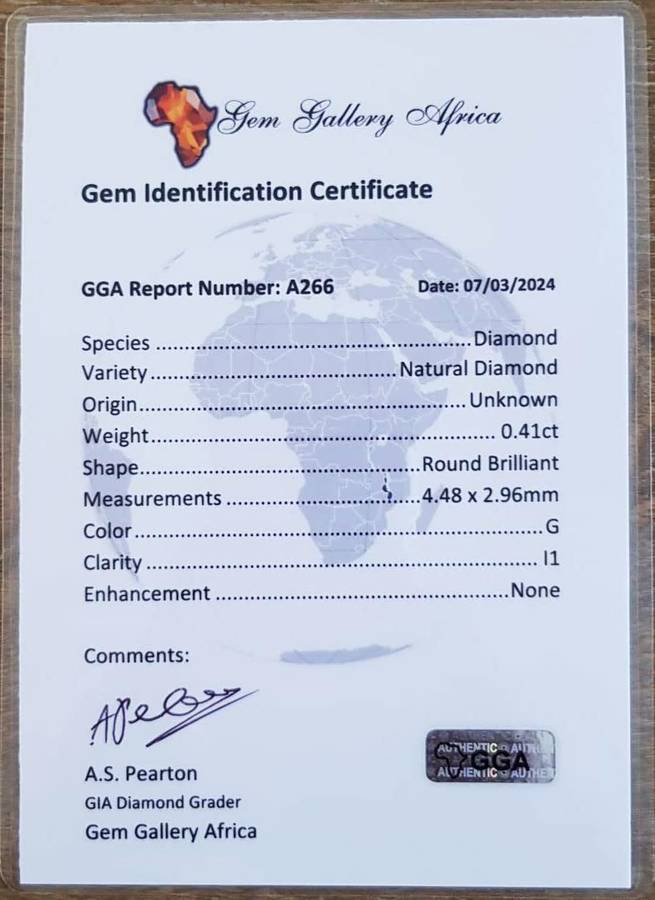 Gem Gallery Africa
Gem Identification Certificate
GGA Report Number: A266 Date: 07/03/2024
Species ................................................... Diamond
Variety ........................................ Natural Diamond
Origin..................................................... Unknown
Weight....................................................... 0.41ct
Shape............................................ Round Brilliant
Measurements ............................... 4.48 x 2.96mm
Color ................................................................ G
Clarity ............................................................. I1
Enhancement .............................................. None
Comments:
A.S. Pearton
GIA Diamond Grader
Gem Gallery Africa
AUTHENTIC
GGA
AUTHENTIC